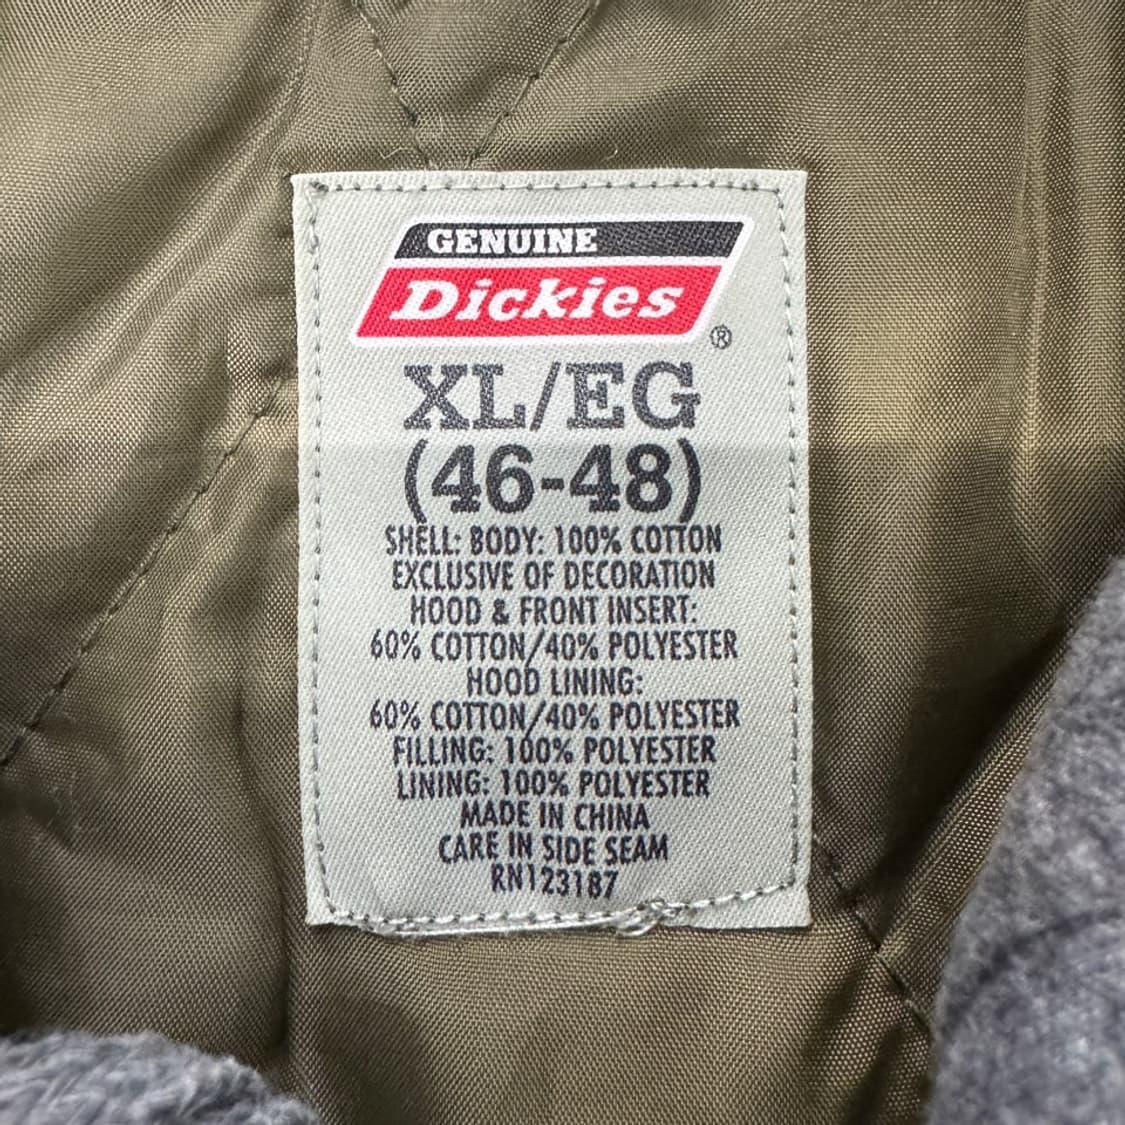 GENUINE
Dickies
®
XL/EG
(46-48)
SHELL: BODY: 100% COTTON
EXCLUSIVE OF DECORATION
HOOD & FRONT INSERT:
60% COTTON/40% POLYESTER
HOOD LINING:
60% COTTON/40% POLYESTER
FILLING: 100% POLYESTER
LINING: 100% POLYESTER
MADE IN CHINA
CARE IN SIDE SEAM
RN123187